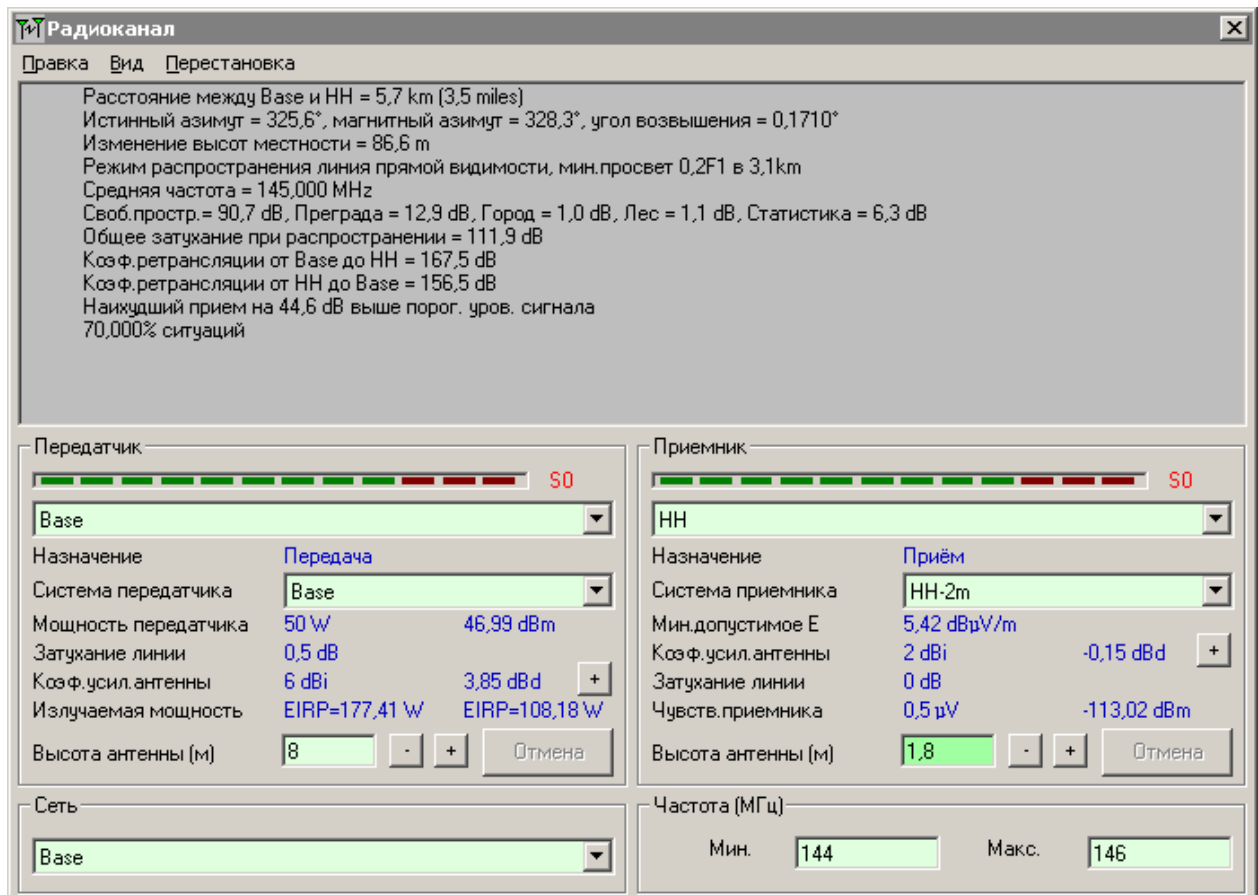 Радиоканал
Правка Вид Перестановка
Расстояние между Base и HH = 5,7 km (3,5 miles)
Истинный азимут = 325,6°, магнитный азимут = 328,3°, угол возвышения = 0,1710°
Изменение высот местности = 86,6 m
Режим распространения линия прямой видимости, мин.просвет 0,2F1 в 3,1km
Средняя частота = 145,000 MHz
Своб.простр.= 90,7 dB, Преграда = 12,9 dB, Город = 1,0 dB, Лес = 1,1 dB, Статистика = 6,3 dB
Общее затухание при распространении = 111,9 dB
Коэф.ретрансляции от Base до HH = 167,5 dB
Коэф.ретрансляции от HH до Base = 156,5 dB
Наихудший прием на 44,6 dB выше порог. уров. сигнала
70,000% ситуаций
Передатчик
S0
Base
Назначение Передача
Система передатчика Base
Мощность передатчика 50 W 46,99 dBm
Затухание линии 0,5 dB
Коэф.усил.антенны 6 dBi 3,85 dBd +
Излучаемая мощность EIRP=177,41 W EIRP=108,18 W
Высота антенны (м) 8 - + Отмена
Сеть
Base
Приемник
S0
HH
Назначение Приём
Система приемника HH-2m
Мин.допустимое E 5,42 dBµV/m
Коэф.усил.антенны 2 dBi -0,15 dBd +
Затухание линии 0 dB
Чувств.приемника 0,5 µV -113,02 dBm
Высота антенны (м) 1,8 - + Отмена
Частота (МГц)
Мин. 144 Макс. 146